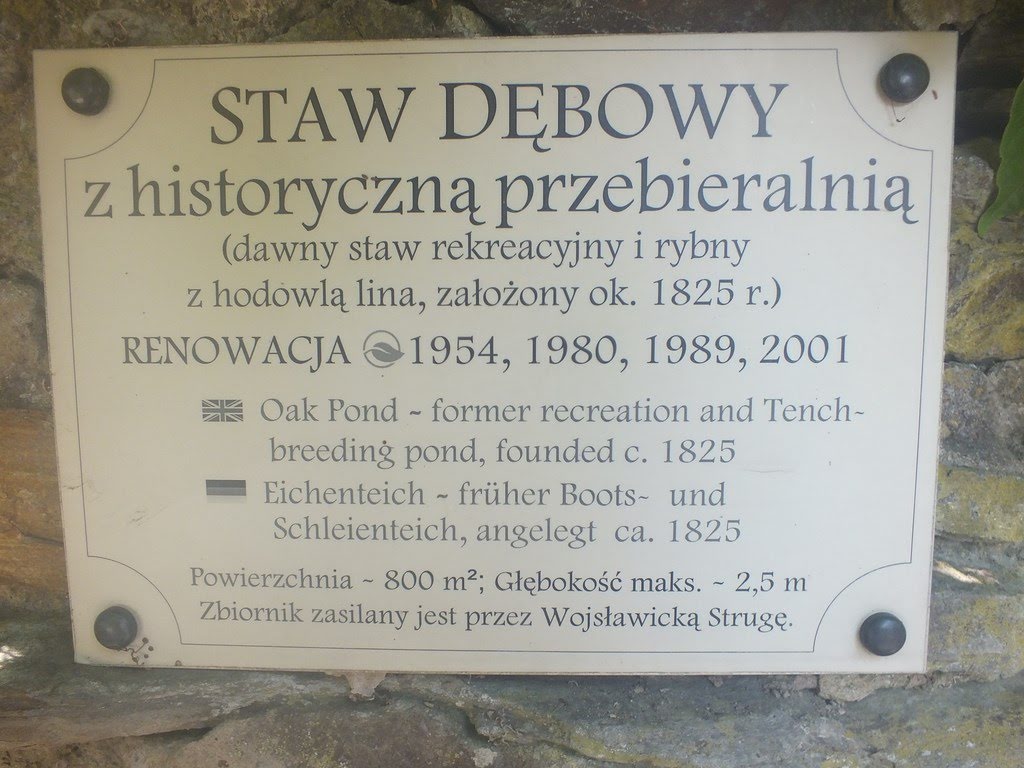 STAW DĘBOWY
z historyczną przebieralnią
(dawny staw rekreacyjny i rybny
z hodowlą lina, założony ok. 1825 r.)
RENOWACJA 1954, 1980, 1989, 2001
Oak Pond ~ former recreation and Tench-
breeding pond, founded c. 1825
Eichenteich ~ früher Boots- und
Schleienteich, angelegt ca. 1825
Powierzchnia ~ 800 m²; Głębokość maks. ~ 2,5 m
Zbiornik zasilany jest przez Wojsławicką Strugę.